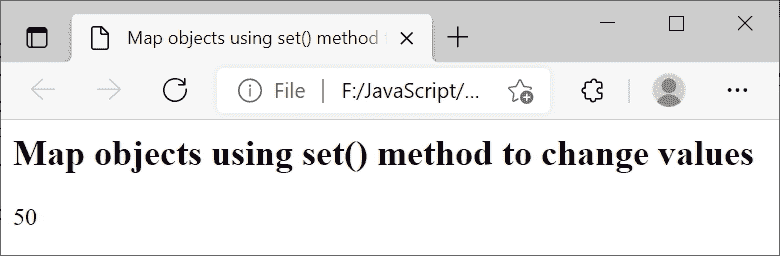 Map objects using set() method
File
F:/JavaScript/...
Map objects using set() method to change values
50